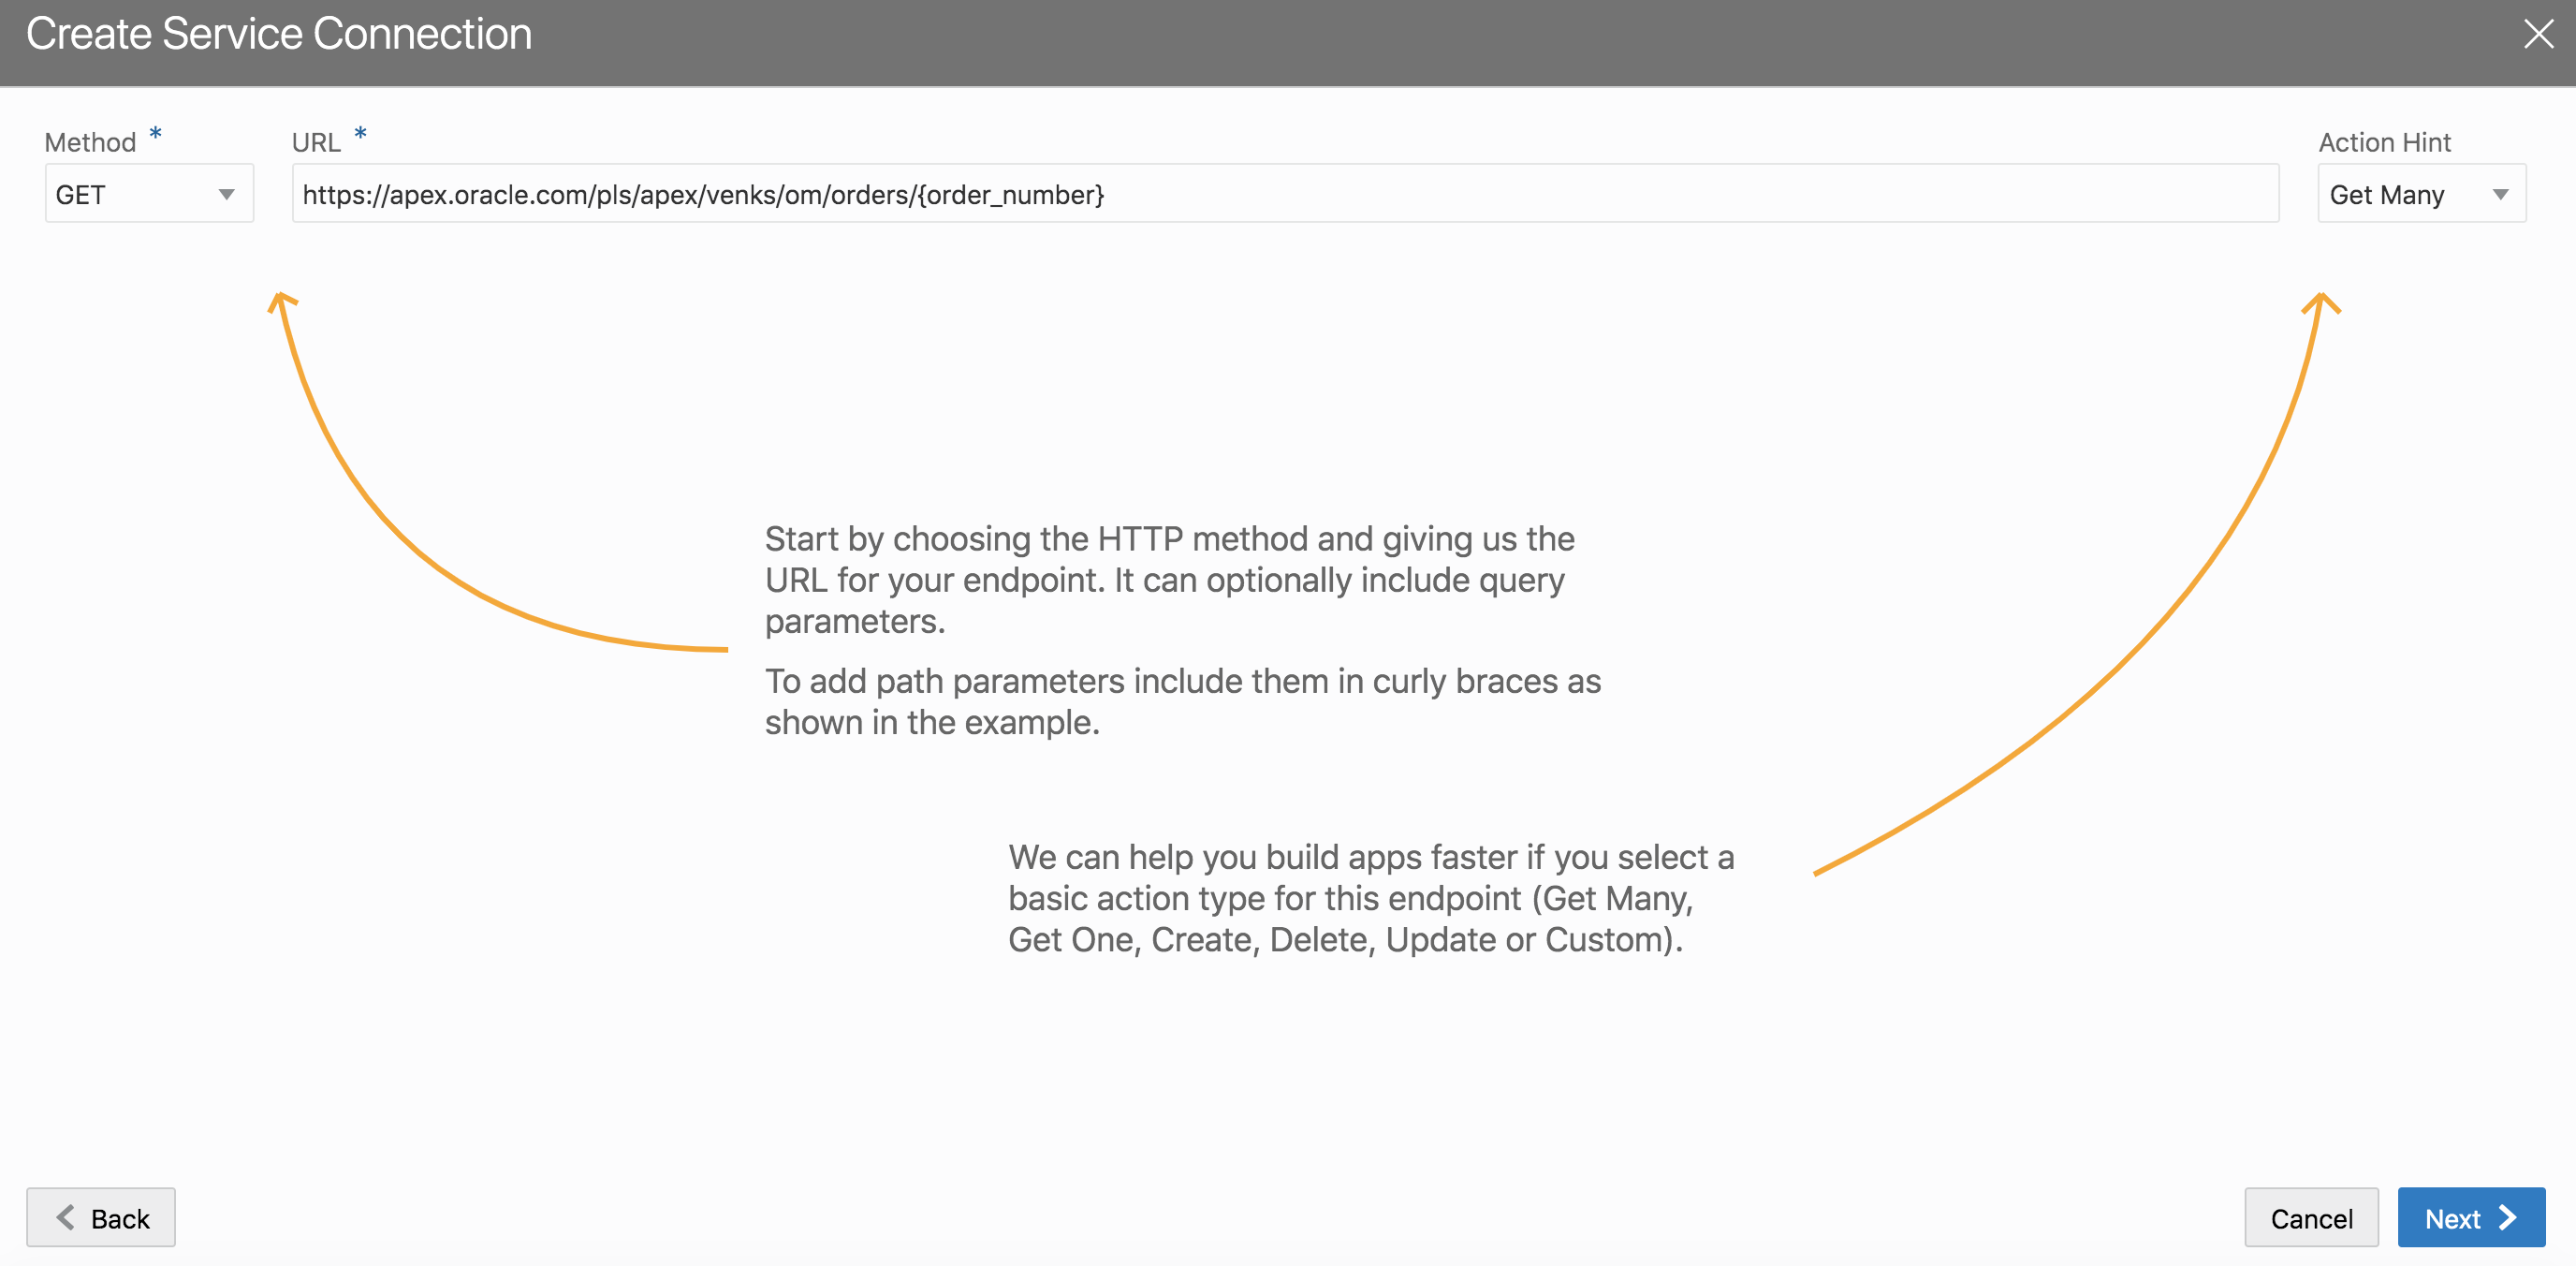 Create Service Connection
Method *
URL *
Action Hint
GET
https://apex.oracle.com/pls/apex/venks/om/orders/{order_number}
Get Many
Start by choosing the HTTP method and giving us the
URL for your endpoint. It can optionally include query
parameters.
To add path parameters include them in curly braces as
shown in the example.
We can help you build apps faster if you select a
basic action type for this endpoint (Get Many,
Get One, Create, Delete, Update or Custom).
Back
Cancel
Next